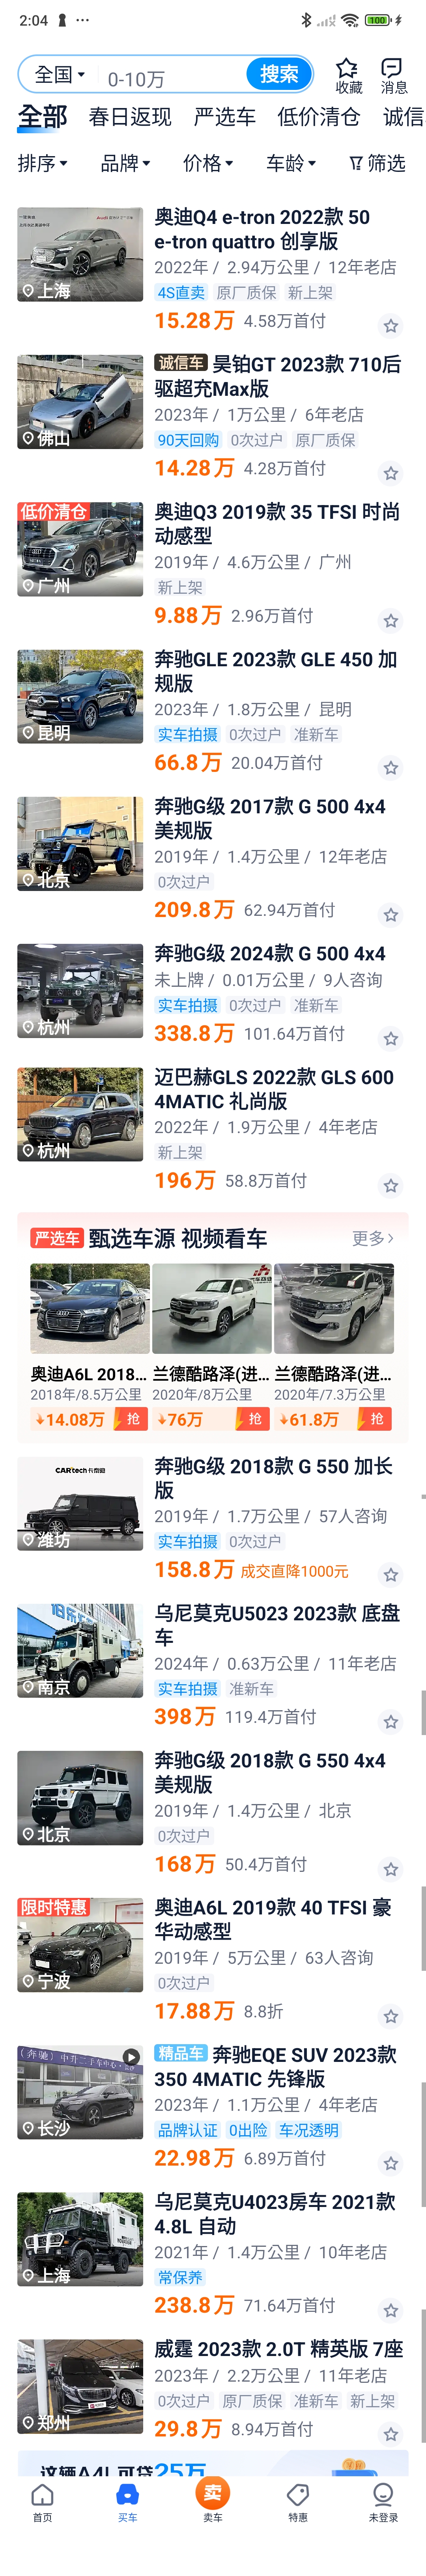 2:04
100
全国
0-10万
搜索
收藏
消息
全部 春日返现 严选车 低价清仓 诚信
排序 品牌 价格 车龄 筛选
奥迪Q4 e-tron 2022款 50
e-tron quattro 创享版
上海
2022年 / 2.94万公里 / 12年老店
4S直卖 原厂质保 新上架
15.28万 4.58万首付
诚信车 昊铂GT 2023款 710后
驱超充Max版
佛山
2023年 / 1万公里 / 6年老店
90天回购 0次过户 原厂质保
14.28万 4.28万首付
低价清仓
奥迪Q3 2019款 35 TFSI 时尚
动感型
广州
2019年 / 4.6万公里 / 广州
新上架
9.88万 2.96万首付
奔驰GLE 2023款 GLE 450 加
规版
昆明
2023年 / 1.8万公里 / 昆明
实车拍摄 0次过户 准新车
66.8万 20.04万首付
奔驰G级 2017款 G 500 4x4
美规版
北京
2019年 / 1.4万公里 / 12年老店
0次过户
209.8万 62.94万首付
奔驰G级 2024款 G 500 4x4
未上牌 / 0.01万公里 / 9人咨询
杭州
实车拍摄 0次过户 准新车
338.8万 101.64万首付
迈巴赫GLS 2022款 GLS 600
4MATIC 礼尚版
杭州
2022年 / 1.9万公里 / 4年老店
新上架
196万 58.8万首付
严选车 甄选车源 视频看车 更多
奥迪A6L 2018... 兰德酷路泽(进... 兰德酷路泽(进...
2018年/8.5万公里 2020年/8万公里 2020年/7.3万公里
14.08万 抢 76万 抢 61.8万 抢
奔驰G级 2018款 G 550 加长
版
CARtech
潍坊
2019年 / 1.7万公里 / 57人咨询
实车拍摄 0次过户
158.8万 成交直降1000元
乌尼莫克U5023 2023款 底盘
车
南京
2024年 / 0.63万公里 / 11年老店
实车拍摄 准新车
398万 119.4万首付
奔驰G级 2018款 G 550 4x4
美规版
北京
2019年 / 1.4万公里 / 北京
0次过户
168万 50.4万首付
限时特惠
奥迪A6L 2019款 40 TFSI 豪
华动感型
宁波
2019年 / 5万公里 / 63人咨询
0次过户
17.88万 8.8折
精品车 奔驰EQE SUV 2023款
350 4MATIC 先锋版
长沙
2023年 / 1.1万公里 / 4年老店
品牌认证 0出险 车况透明
22.98万 6.89万首付
乌尼莫克U4023房车 2021款
4.8L 自动
上海
2021年 / 1.4万公里 / 10年老店
常保养
238.8万 71.64万首付
威霆 2023款 2.0T 精英版 7座
2023年 / 2.2万公里 / 11年老店
郑州
0次过户 原厂质保 准新车 新上架
29.8万 8.94万首付
这辆A4L可贷25万
卖
首页 买车 卖车 特惠 未登录